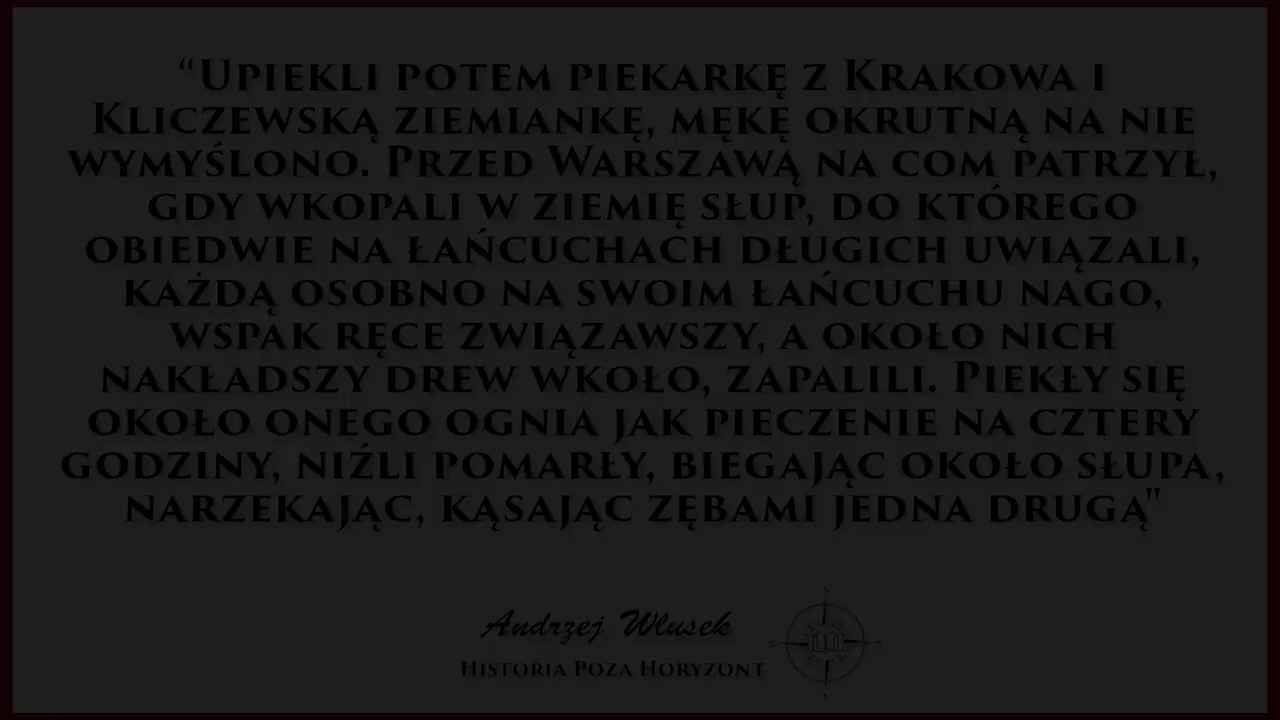 “Upiekli potem piekarkę z Krakowa i
Kliczewską ziemiankę, mękę okrutną na nie
wymyślono. Przed Warszawą na com patrzył,
gdy wkopali w ziemię słup, do którego
obiedwie na łańcuchach długich uwiązali,
każdą osobno na swoim łańcuchu nago,
wspak ręce związawszy, a około nich
nakładszy drew wkoło, zapalili. Piekły się
około onego ognia jak pieczenie na cztery
godziny, niźli pomarły, biegając około słupa,
narzekając, kąsając zębami jedna drugą"
Andrzej Włusek
Historia Poza Horyzont